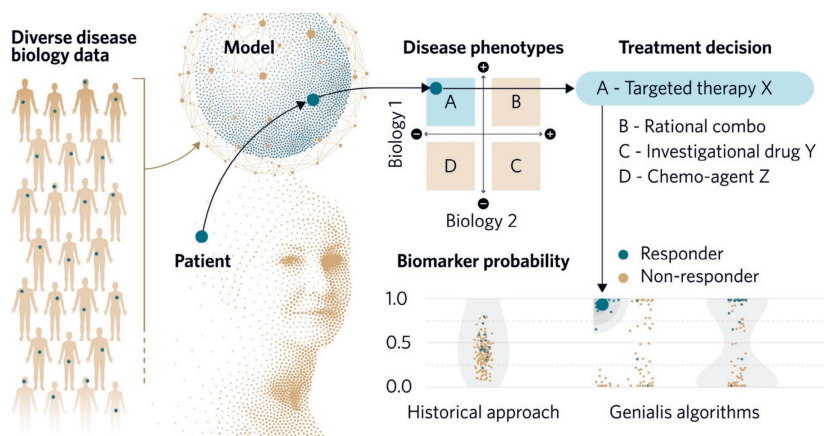 Diverse disease
biology data
Model
Patient
Disease phenotypes
A
B
D
C
Biology 1
Biology 2
Treatment decision
A - Targeted therapy X
B - Rational combo
C - Investigational drug Y
D - Chemo-agent Z
Biomarker probability
Responder
Non-responder
1.0
0.5
0.0
Historical approach
Genialis algorithms